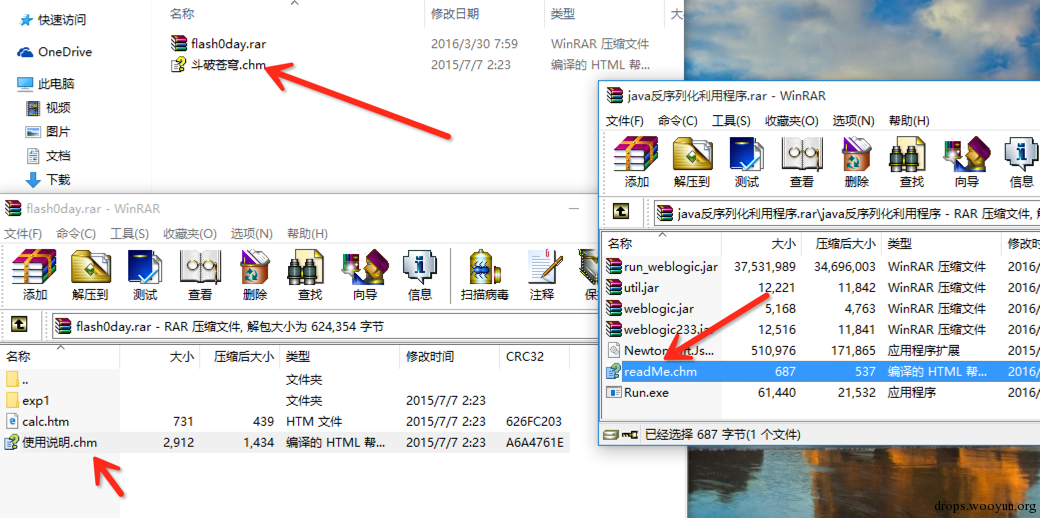 快速访问
OneDrive
此电脑
视频
图片
文档
下载
名称 修改日期 类型 大
flash0day.rar 2016/3/30 7:59 WinRAR 压缩文件
斗破苍穹.chm 2015/7/7 2:23 编译的 HTML 帮...
flash0day.rar - WinRAR
文件(F) 命令(C) 工具(S) 收藏夹(O) 选项(N) 帮助(H)
添加 解压到 测试 查看 删除 查找 向导 信息 扫描病毒 注释
flash0day.rar - RAR 压缩文件, 解包大小为 624,354 字节
名称 大小 压缩后大小 类型 修改时间 CRC32
.. 文件夹
exp1 文件夹 2015/7/7 2:23
calc.htm 731 439 HTM 文件 2015/7/7 2:23 626FC203
使用说明.chm 2,912 1,434 编译的 HTML 帮... 2015/7/7 2:23 A6A4761E
java反序列化利用程序.rar - WinRAR
文件(F) 命令(C) 工具(S) 收藏夹(O) 选项(N) 帮助(H)
添加 解压到 测试 查看 删除 查找 向导 信息
java反序列化利用程序.rar\java反序列化利用程序 - RAR 压缩文件, 解
名称 大小 压缩后大小 类型 修改时
run_weblogic.jar 37,531,989 34,696,003 WinRAR 压缩文件 2016/
util.jar 12,221 11,842 WinRAR 压缩文件 2016/
weblogic.jar 5,168 4,763 WinRAR 压缩文件 2016/
weblogic233.jar 12,516 11,841 WinRAR 压缩文件 2016/
510,976 171,865 应用程序扩展 2015/
readMe.chm 687 537 编译的 HTML 帮... 2016/
Run.exe 61,440 21,532 应用程序 2016/
已经选择 687 字节(1 个文件)
drops.wooyun.org